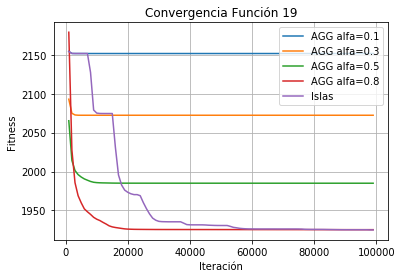 Convergencia Función 19
Fitness
2150
2100
2050
2000
1950
AGG alfa=0.1
AGG alfa=0.3
AGG alfa=0.5
AGG alfa=0.8
Islas
0
20000
40000
60000
80000
100000
Iteración